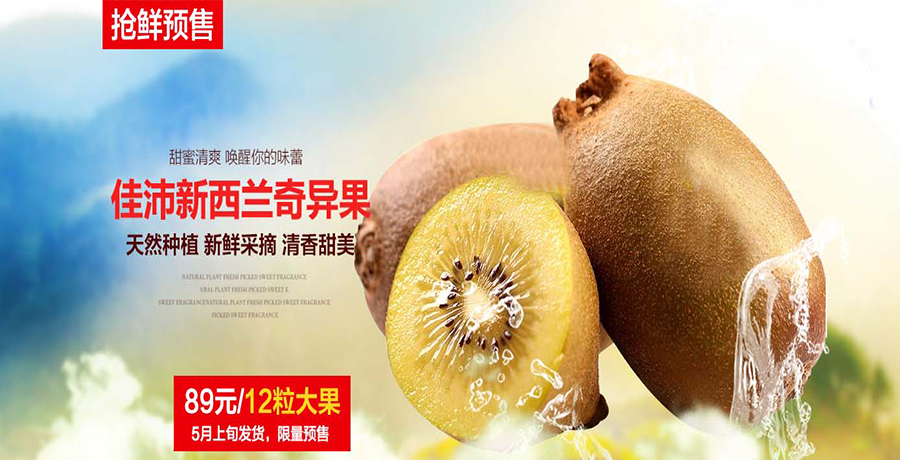 抢鲜预售
甜蜜清爽 唤醒你的味蕾
佳沛新西兰奇异果
天然种植 新鲜采摘 清香甜美
NATURAL PLANT FRESH PICKED SWEET FRAGRANCE
URAL PLANT FRESH PICKED SWEET E
SWEET FRAGRANCENATURAL PLANT FRESH PICKED SWEET FRAGRANCE
PICKED SWEET FRAGRANCE
89元/12粒大果
5月上旬发货，限量预售